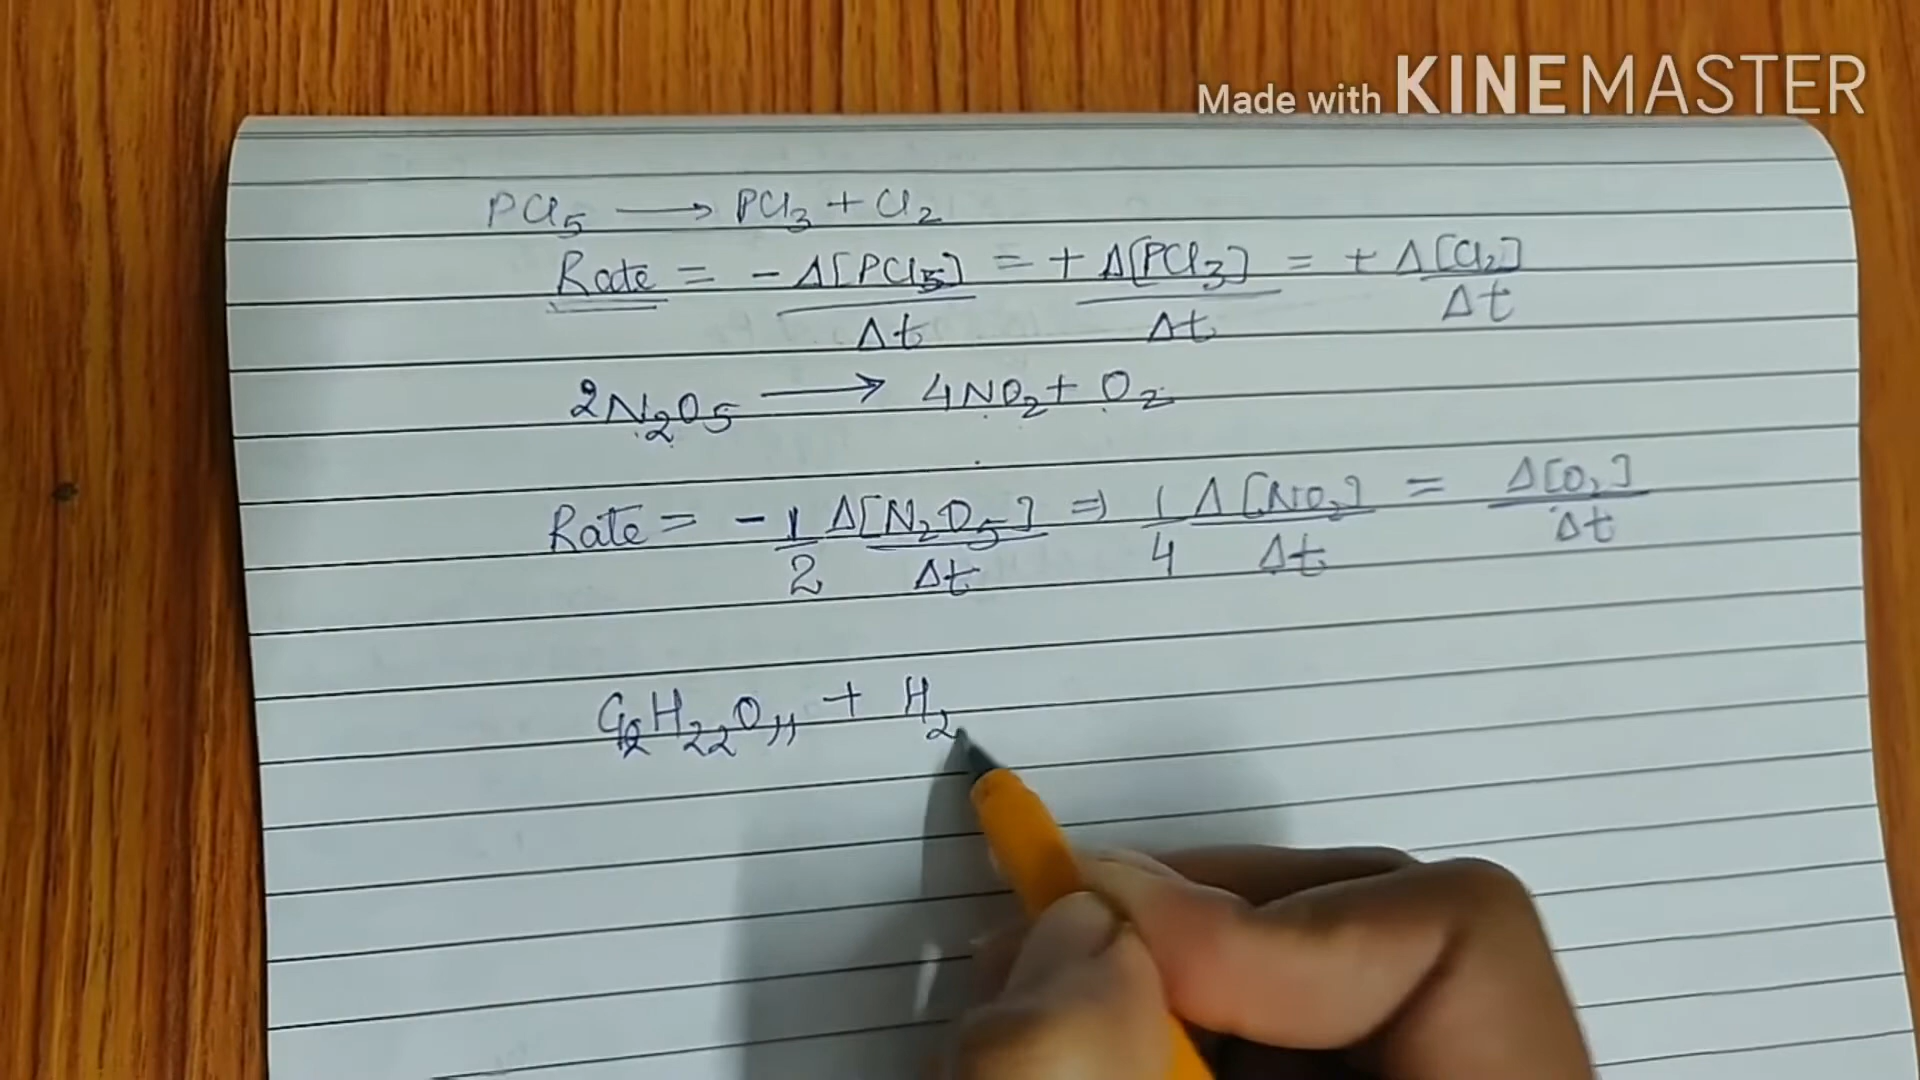 Made with KINEMASTER
PCl5 ⟶ PCl3 + Cl2
Rate = - Δ[PCl5]/Δt = + Δ[PCl3]/Δt = + Δ[Cl2]/Δt
2N2O5 ⟶ 4NO2 + O2
Rate = - 1/2 Δ[N2O5]/Δt ⇒ 1/4 Δ[NO2]/Δt = Δ[O2]/Δt
C12H22O11 + H2